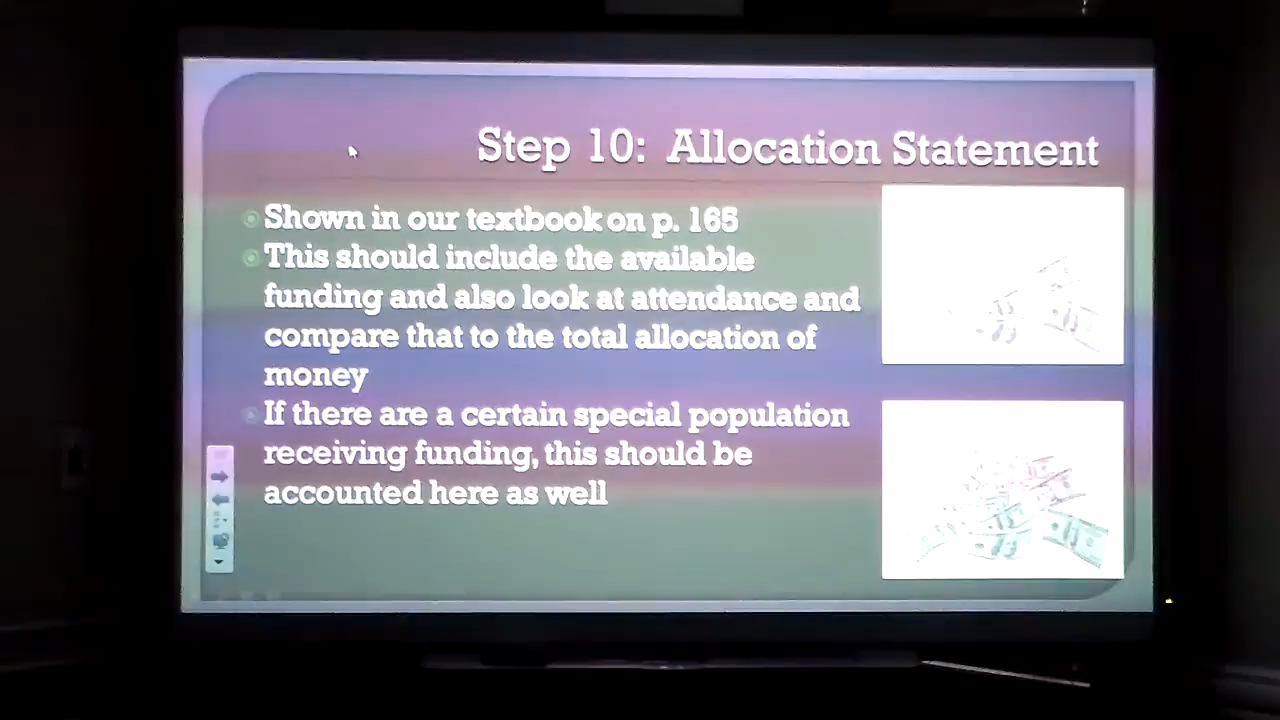 Step 10: Allocation Statement
Shown in our textbook on p. 165
This should include the available
funding and also look at attendance and
compare that to the total allocation of
money
If there are a certain special population
receiving funding, this should be
accounted here as well